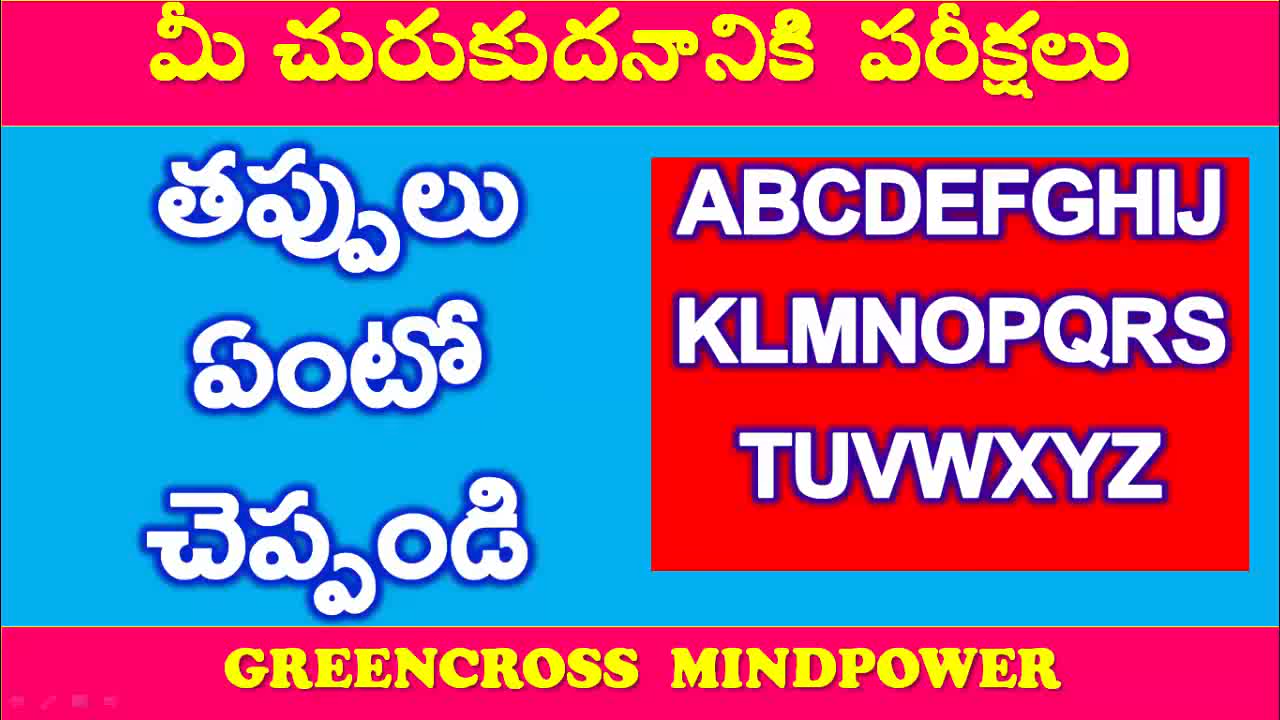 మీ చురుకుదనానికి పరీక్షలు
తప్పులు
ఏంటో
చెప్పండి
ABCDEFGHIJ
KLMNOPQRS
TUVWXYZ
GREENCROSS MINDPOWER